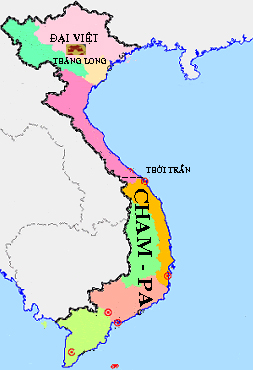 ĐẠI VIỆT
THĂNG LONG
THỜI TRẦN
CHAM - PA